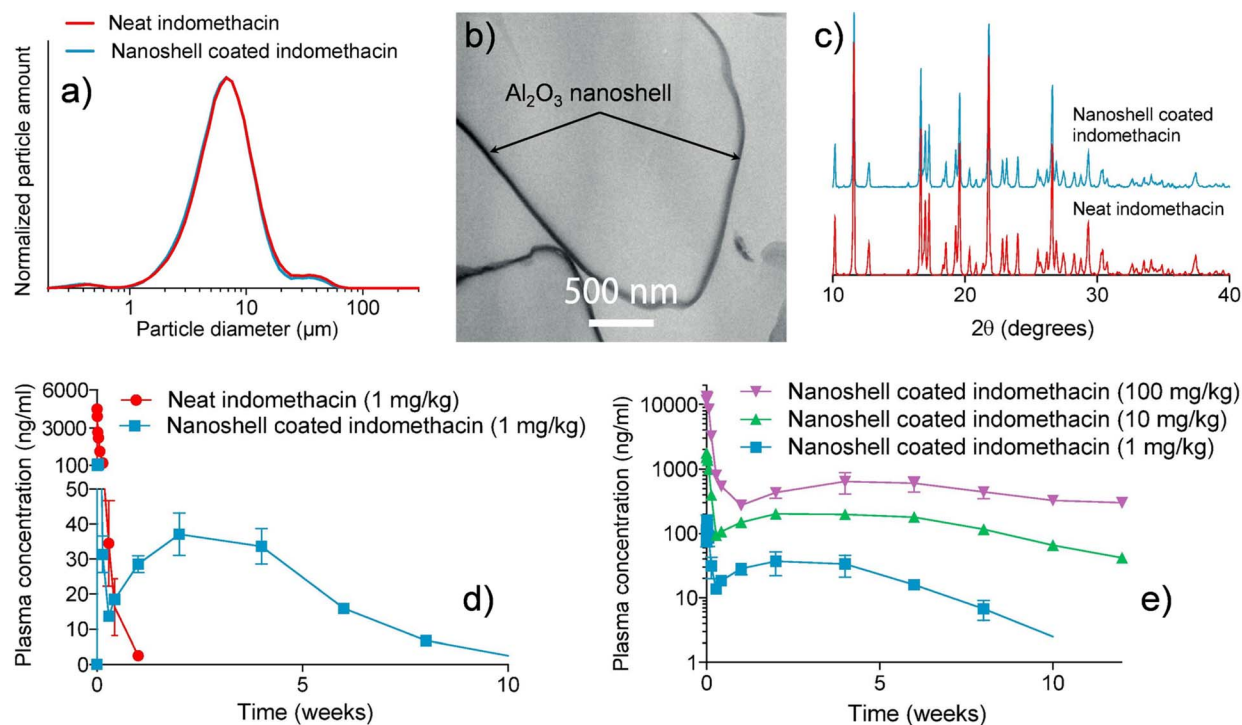 Neat indomethacin
Nanoshell coated indomethacin
a)
Normalized particle amount
1
10
100
Particle diameter (µm)
b)
Al₂O₃ nanoshell
500 nm
c)
Nanoshell coated
indomethacin
Neat indomethacin
10
20
30
40
2θ (degrees)
Plasma concentration (ng/ml)
6000
3000
100
50
40
30
20
10
0
Neat indomethacin (1 mg/kg)
Nanoshell coated indomethacin (1 mg/kg)
d)
0
5
10
Time (weeks)
Plasma concentration (ng/ml)
10000
1000
100
10
1
Nanoshell coated indomethacin (100 mg/kg)
Nanoshell coated indomethacin (10 mg/kg)
Nanoshell coated indomethacin (1 mg/kg)
e)
0
5
10
Time (weeks)